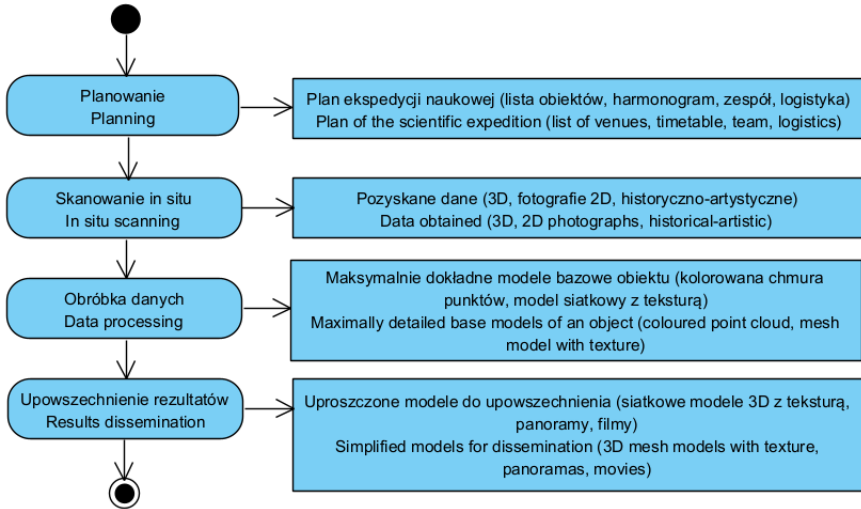 Planowanie
Planning
Plan ekspedycji naukowej (lista obiektów, harmonogram, zespół, logistyka)
Plan of the scientific expedition (list of venues, timetable, team, logistics)
Skanowanie in situ
In situ scanning
Pozyskane dane (3D, fotografie 2D, historyczno-artystyczne)
Data obtained (3D, 2D photographs, historical-artistic)
Obróbka danych
Data processing
Maksymalnie dokładne modele bazowe obiektu (kolorowana chmura
punktów, model siatkowy z teksturą)
Maximally detailed base models of an object (coloured point cloud, mesh
model with texture)
Upowszechnienie rezultatów
Results dissemination
Uproszczone modele do upowszechnienia (siatkowe modele 3D z teksturą,
panoramy, filmy)
Simplified models for dissemination (3D mesh models with texture,
panoramas, movies)